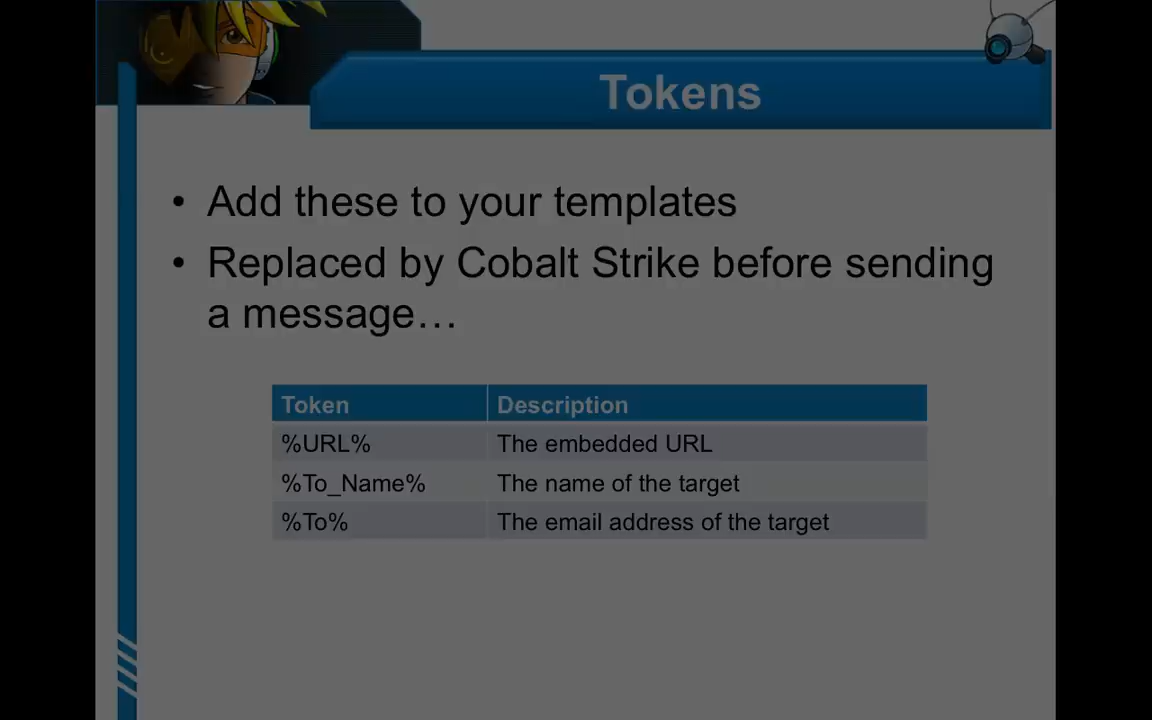 Tokens
• Add these to your templates
• Replaced by Cobalt Strike before sending
a message…
Token Description
%URL% The embedded URL
%To_Name% The name of the target
%To% The email address of the target